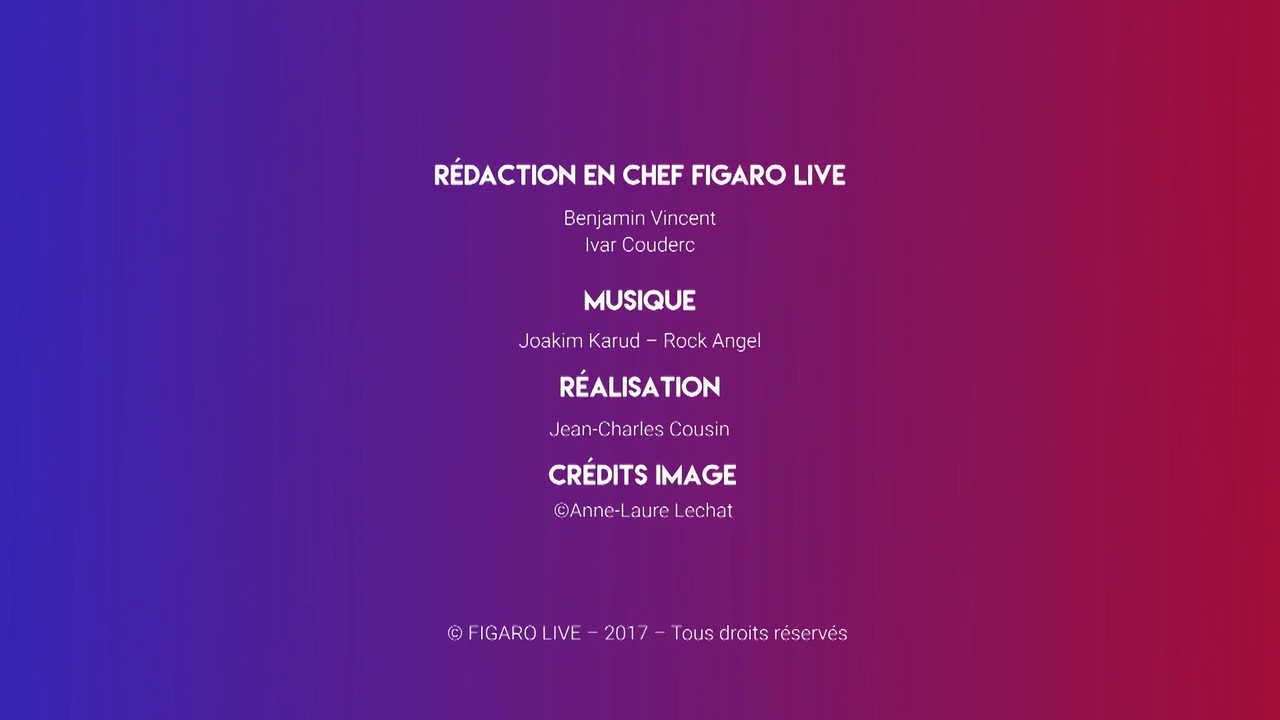 RÉDACTION EN CHEF FIGARO LIVE
Benjamin Vincent
Ivar Couderc
MUSIQUE
Joakim Karud – Rock Angel
RÉALISATION
Jean-Charles Cousin
CRÉDITS IMAGE
©Anne-Laure Lechat
© FIGARO LIVE – 2017 – Tous droits réservés